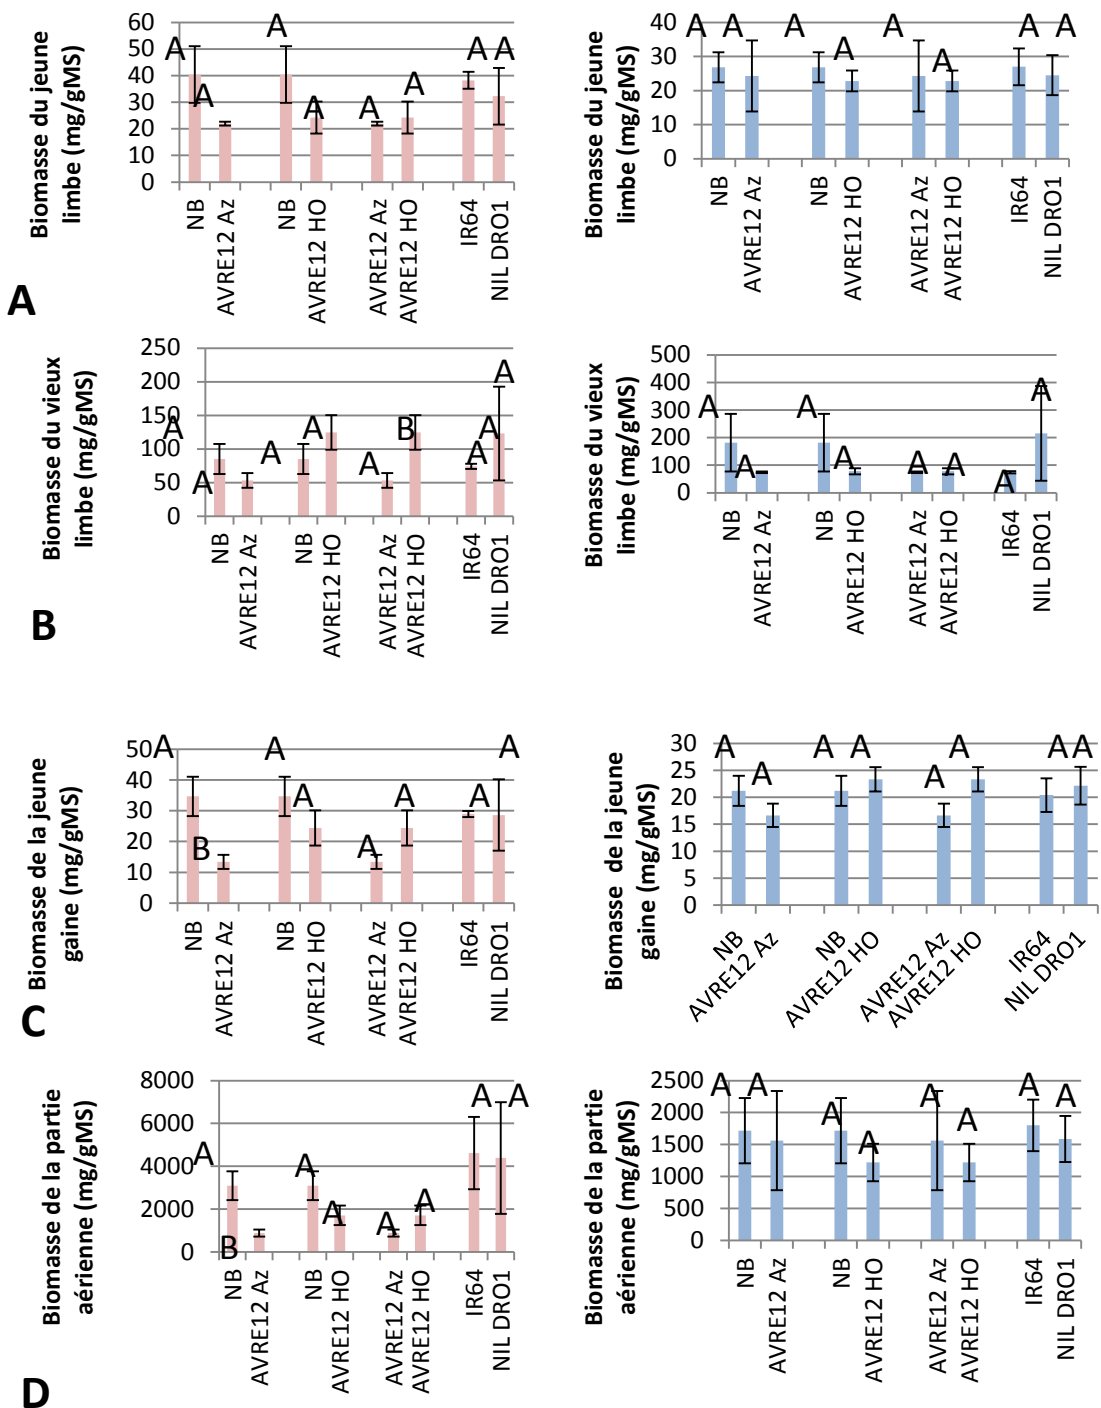 Biomasse du jeune
limbe (mg/gMS)
60
50
40
30
20
10
0
A
A
A
A
A
A
A
A
NB
AVRE12 Az
NB
AVRE12 HO
AVRE12 Az
AVRE12 HO
IR64
NIL DRO1
Biomasse du jeune
limbe (mg/gMS)
40
30
20
10
0
A
A
A
A
A
A
A
A
NB
AVRE12 Az
NB
AVRE12 HO
AVRE12 Az
AVRE12 HO
IR64
NIL DRO1
A
Biomasse du vieux
limbe (mg/gMS)
250
200
150
100
50
0
A
A
A
A
A
B
A
A
A
NB
AVRE12 Az
NB
AVRE12 HO
AVRE12 Az
AVRE12 HO
IR64
NIL DRO1
Biomasse du vieux
limbe (mg/gMS)
500
400
300
200
100
0
A
A
A
A
A
A
A
A
NB
AVRE12 Az
NB
AVRE12 HO
AVRE12 Az
AVRE12 HO
IR64
NIL DRO1
B
Biomasse de la jeune
gaine (mg/gMS)
50
40
30
20
10
0
A
B
A
A
A
A
A
A
NB
AVRE12 Az
NB
AVRE12 HO
AVRE12 Az
AVRE12 HO
IR64
NIL DRO1
Biomasse de la jeune
gaine (mg/gMS)
30
25
20
15
10
5
0
A
A
A
A
A
A
A
A
NB
AVRE12 Az
NB
AVRE12 HO
AVRE12 Az
AVRE12 HO
IR64
NIL DRO1
C
Biomasse de la partie
aérienne (mg/gMS)
8000
6000
4000
2000
0
A
B
A
A
A
A
A
A
NB
AVRE12 Az
NB
AVRE12 HO
AVRE12 Az
AVRE12 HO
IR64
NIL DRO1
Biomasse de la partie
aérienne (mg/gMS)
2500
2000
1500
1000
500
0
A
A
A
A
A
A
A
A
NB
AVRE12 Az
NB
AVRE12 HO
AVRE12 Az
AVRE12 HO
IR64
NIL DRO1
D